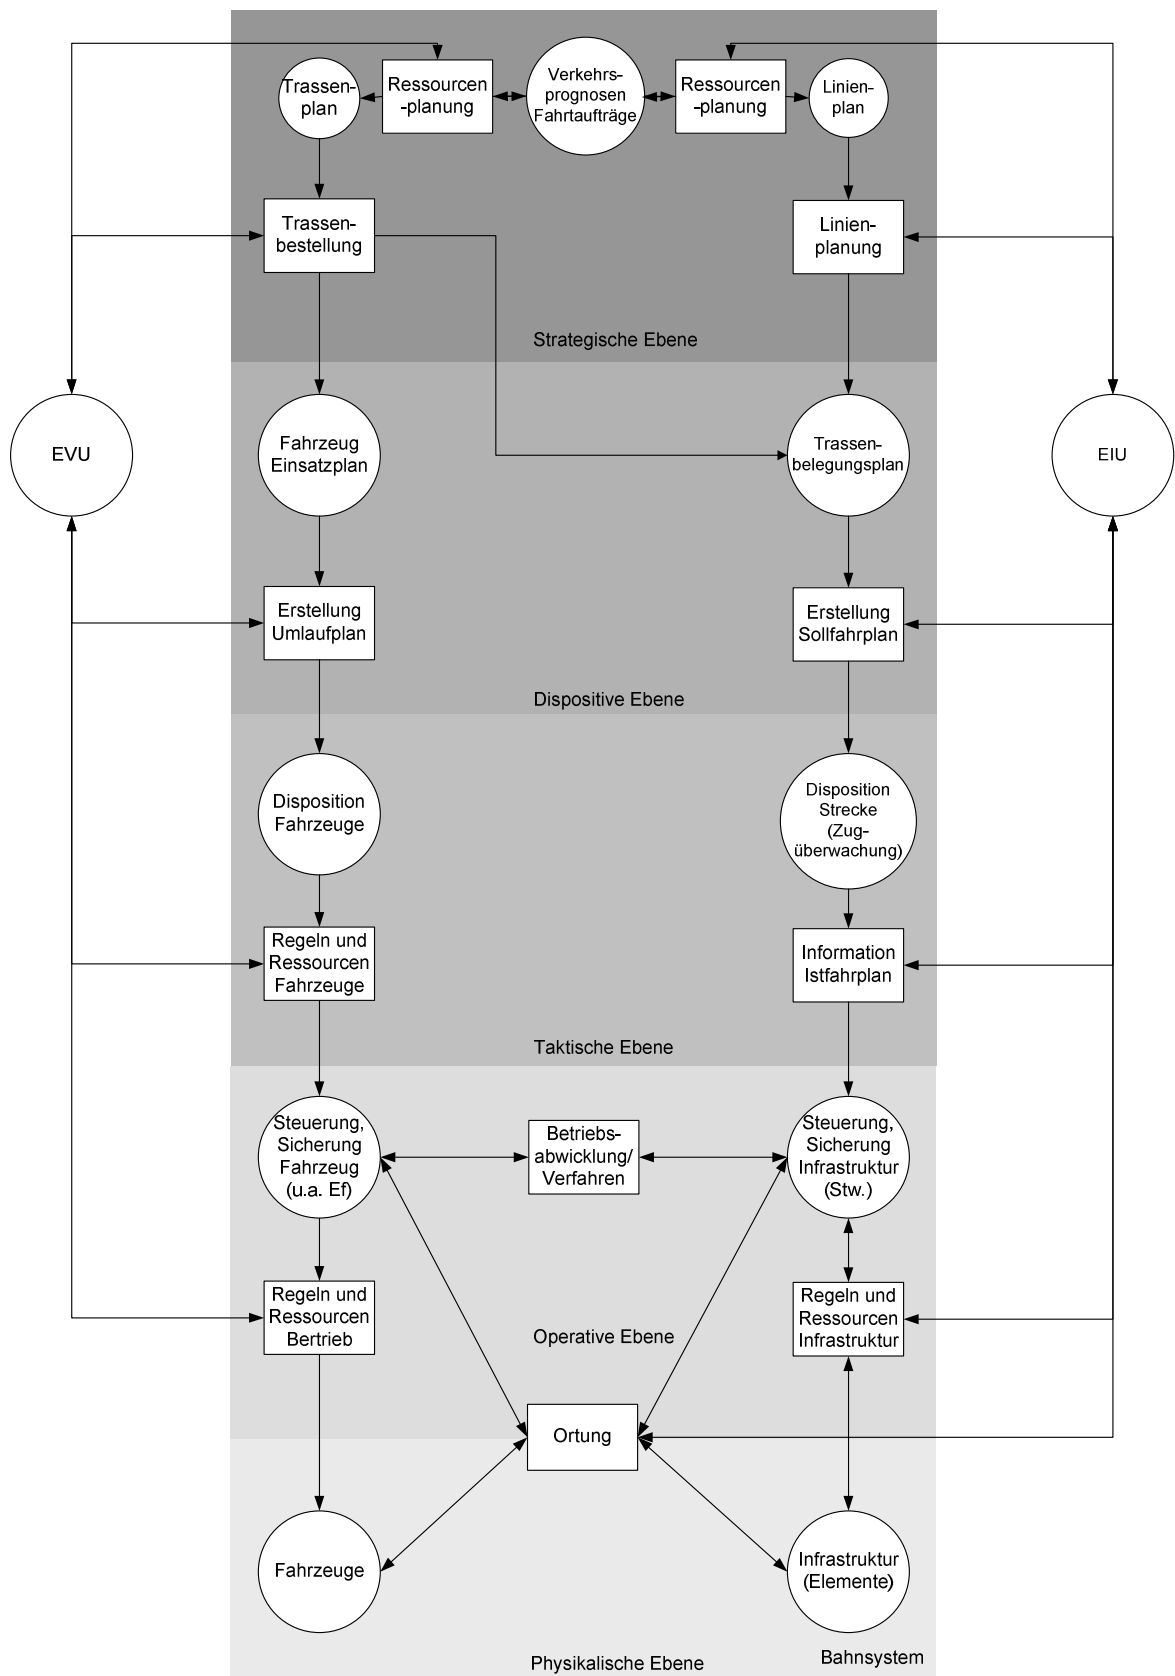 Trassen-
plan
Ressourcen
-planung
Verkehrs-
prognosen
Fahrtaufträge
Ressourcen
-planung
Linien-
plan
Trassen-
bestellung
Linien-
planung
Strategische Ebene
EVU
Fahrzeug
Einsatzplan
Trassen-
belegungsplan
EIU
Erstellung
Umlaufplan
Erstellung
Sollfahrplan
Dispositive Ebene
Disposition
Fahrzeuge
Disposition
Strecke
(Zug-
überwachung)
Regeln und
Ressourcen
Fahrzeuge
Information
Istfahrplan
Taktische Ebene
Steuerung,
Sicherung
Fahrzeug
(u.a. Ef)
Betriebs-
abwicklung/
Verfahren
Steuerung,
Sicherung
Infrastruktur
(Stw.)
Regeln und
Ressourcen
Bertrieb
Regeln und
Ressourcen
Infrastruktur
Operative Ebene
Ortung
Fahrzeuge
Infrastruktur
(Elemente)
Physikalische Ebene
Bahnsystem